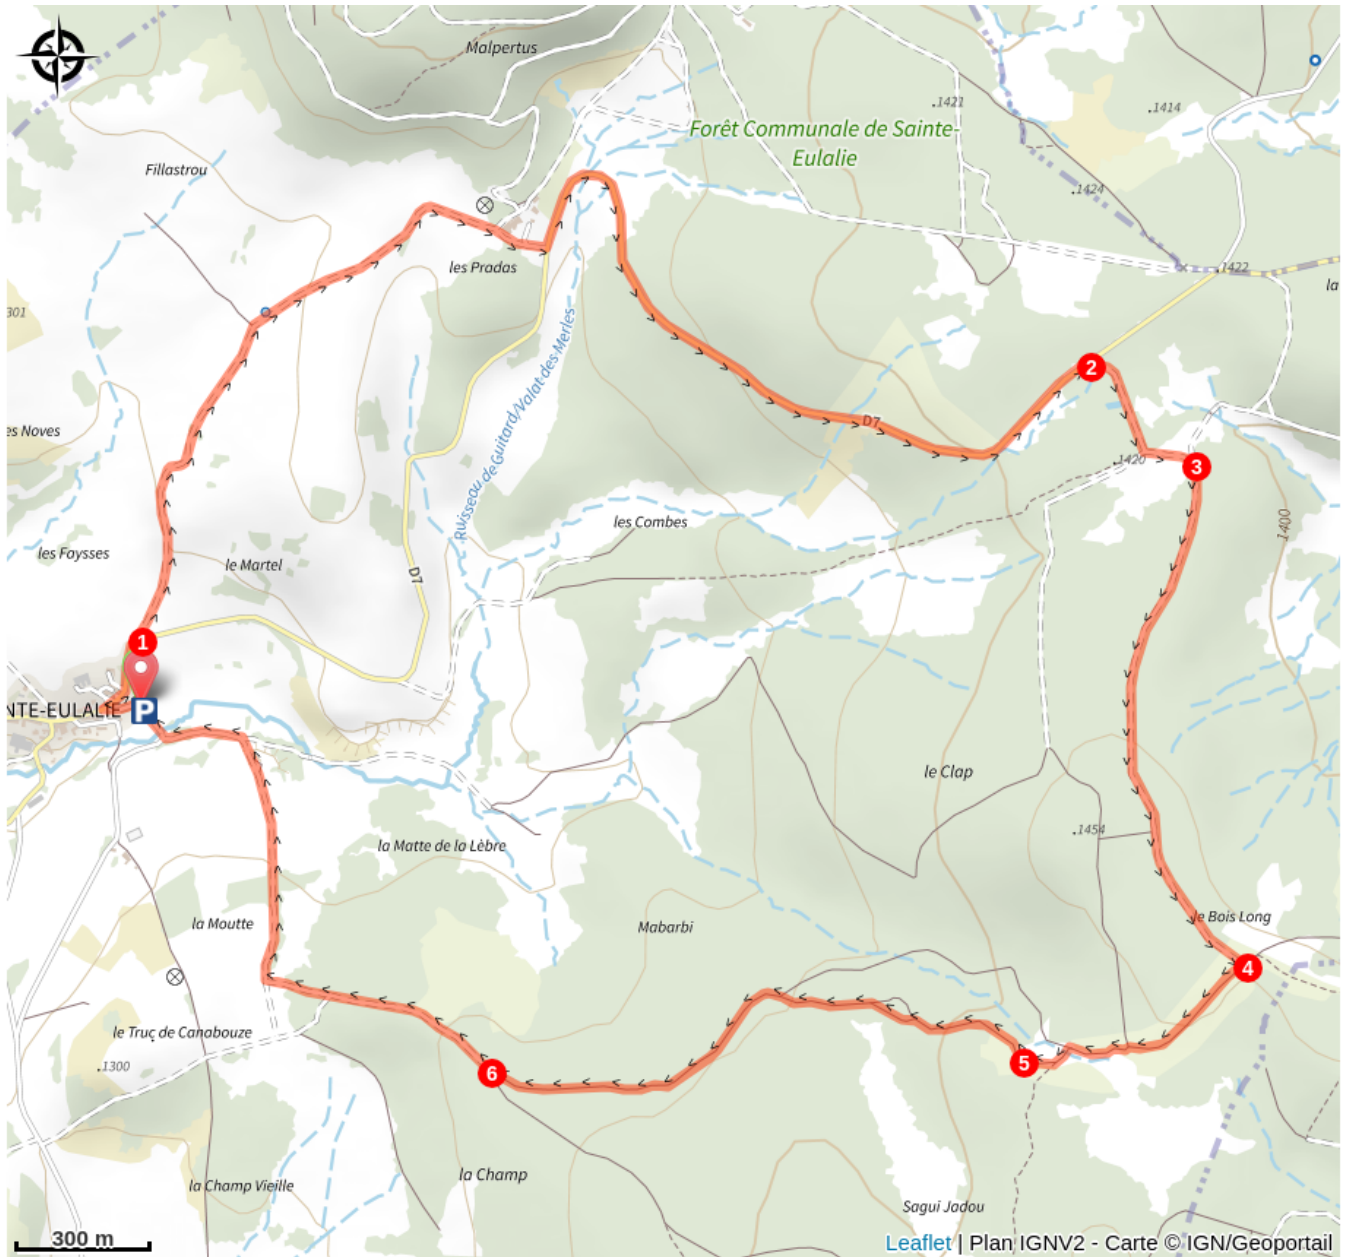 Malpertus
Forêt Communale de Sainte-
Eulalie
1421
1414
1424
Fillastrou
les Pradas
1422
la
301
Ruisseau de Guitard/Valat des Merles
2
es Noves
D7
1420
3
les Combes
1400
les Faysses
le Martel
D7
1
NTE-EULALIE
P
le Clap
1454
la Matte de la Lèbre
la Moutte
Mabarbi
le Bois Long
4
le Truc de Canabouze
1300
5
6
la Champ
la Champ Vieille
Sagui Jadou
300 m
Leaflet | Plan IGNV2 - Carte © IGN/Geoportail